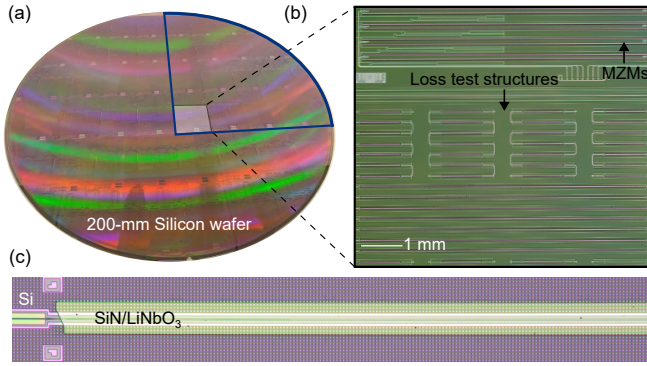 (a)
(b)
MZMs
Loss test structures
200-mm Silicon wafer
1 mm
(c)
Si
SiN/LiNbO₃